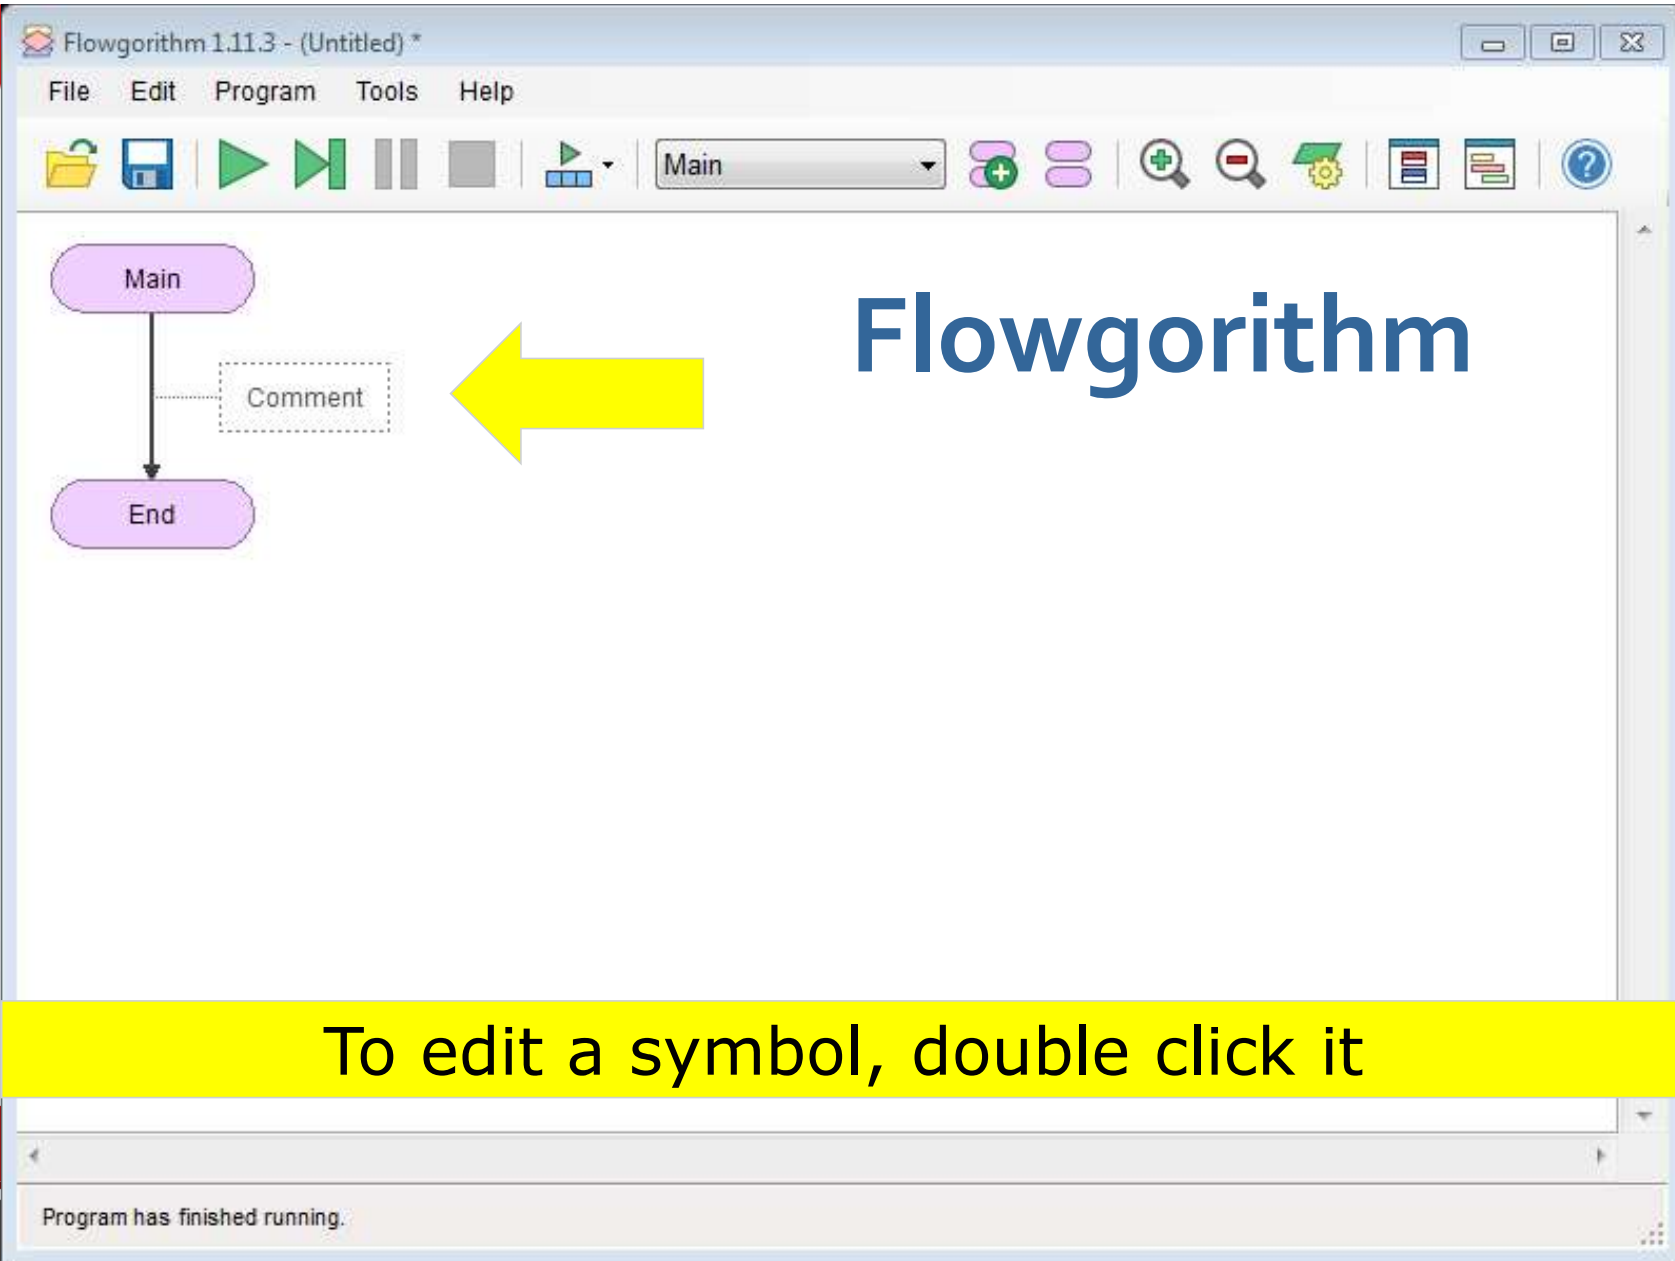 Flowgorithm 1.11.3 - (Untitled) *
File Edit Program Tools Help
Main
Main
Flowgorithm
Comment
End
To edit a symbol, double click it
Program has finished running.